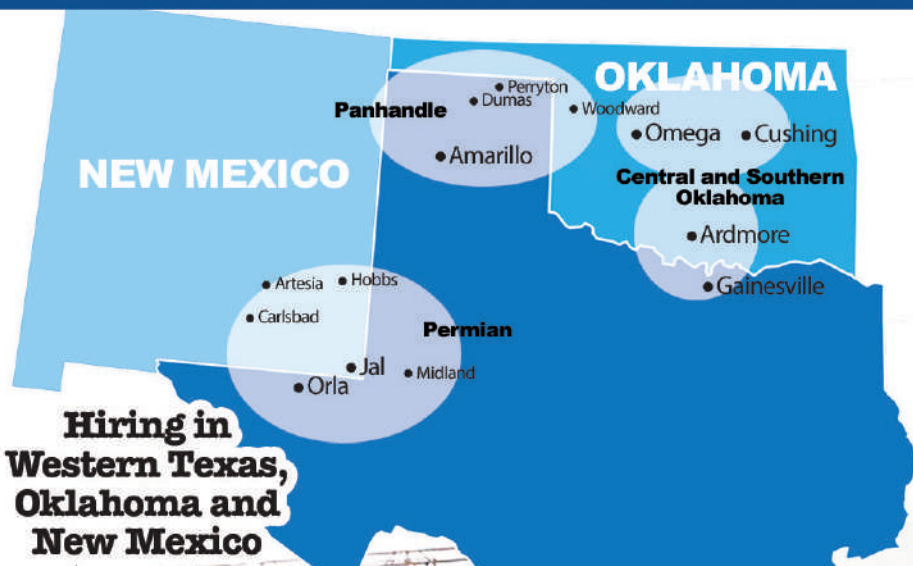 OKLAHOMA
Perryton
Dumas
Panhandle
Woodward
Omega
Cushing
Amarillo
NEW MEXICO
Central and Southern
Oklahoma
Ardmore
Artesia
Hobbs
Gainesville
Carlsbad
Permian
Jal
Midland
Orla
Hiring in
Western Texas,
Oklahoma and
New Mexico